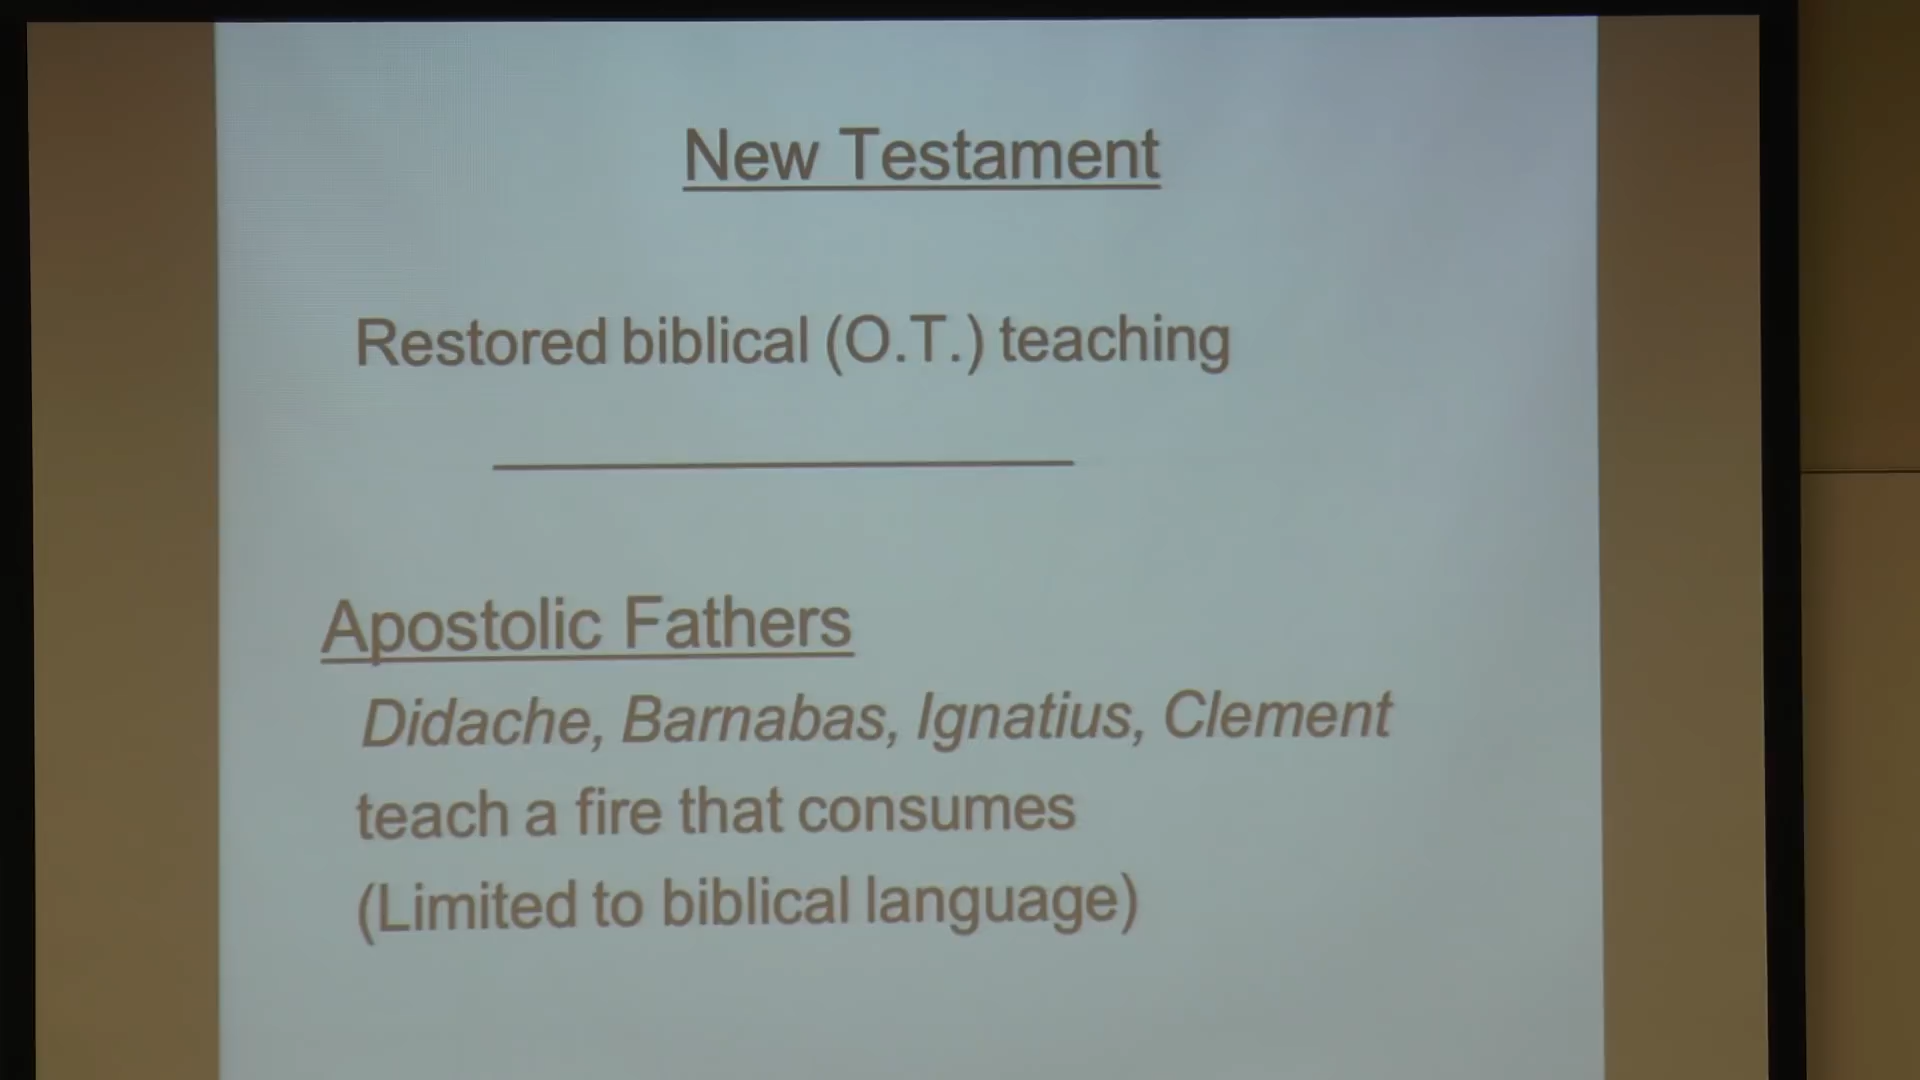 New Testament
Restored biblical (O.T.) teaching
Apostolic Fathers
Didache, Barnabas, Ignatius, Clement
teach a fire that consumes
(Limited to biblical language)